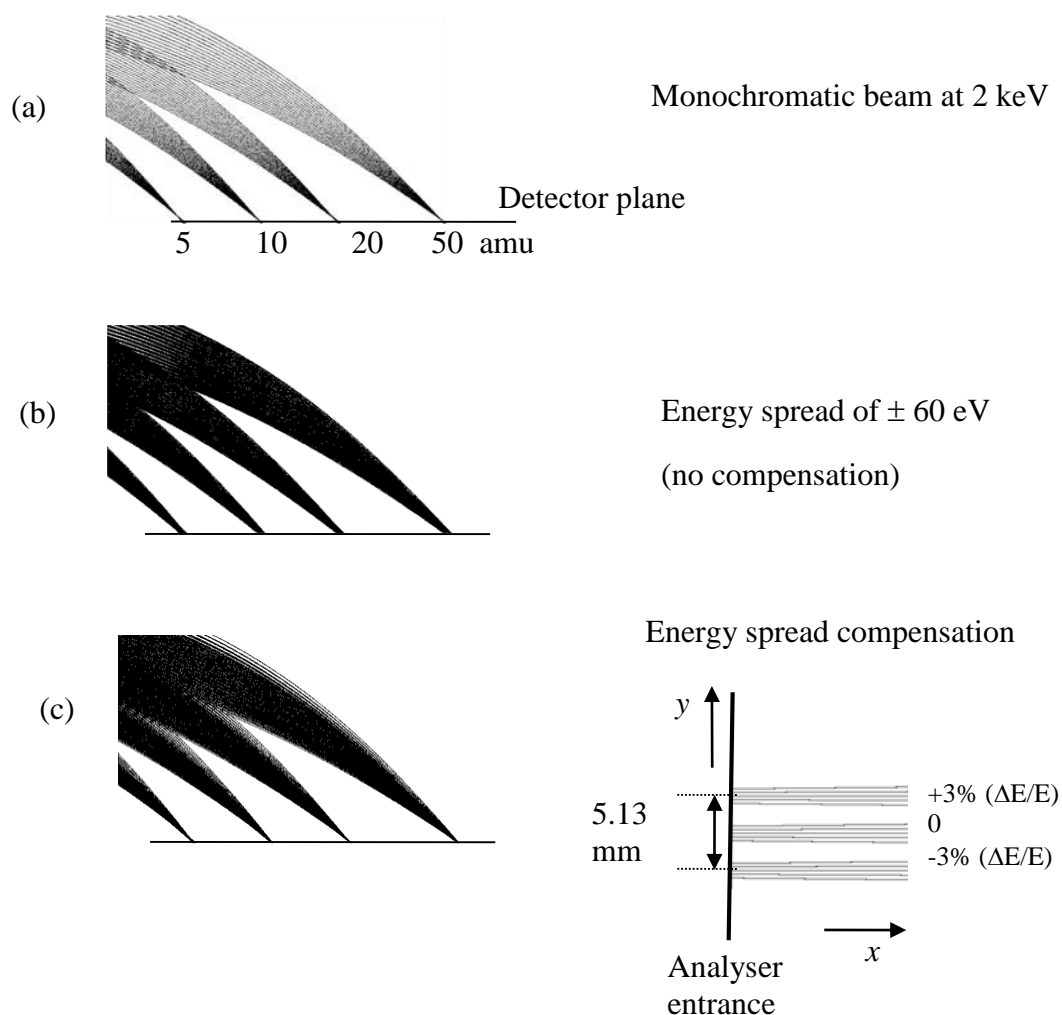 (a)
Monochromatic beam at 2 keV
Detector plane
5 10 20 50 amu
(b)
Energy spread of ± 60 eV
(no compensation)
(c)
Energy spread compensation
y
5.13
mm
+3% (ΔE/E)
0
-3% (ΔE/E)
x
Analyser
entrance